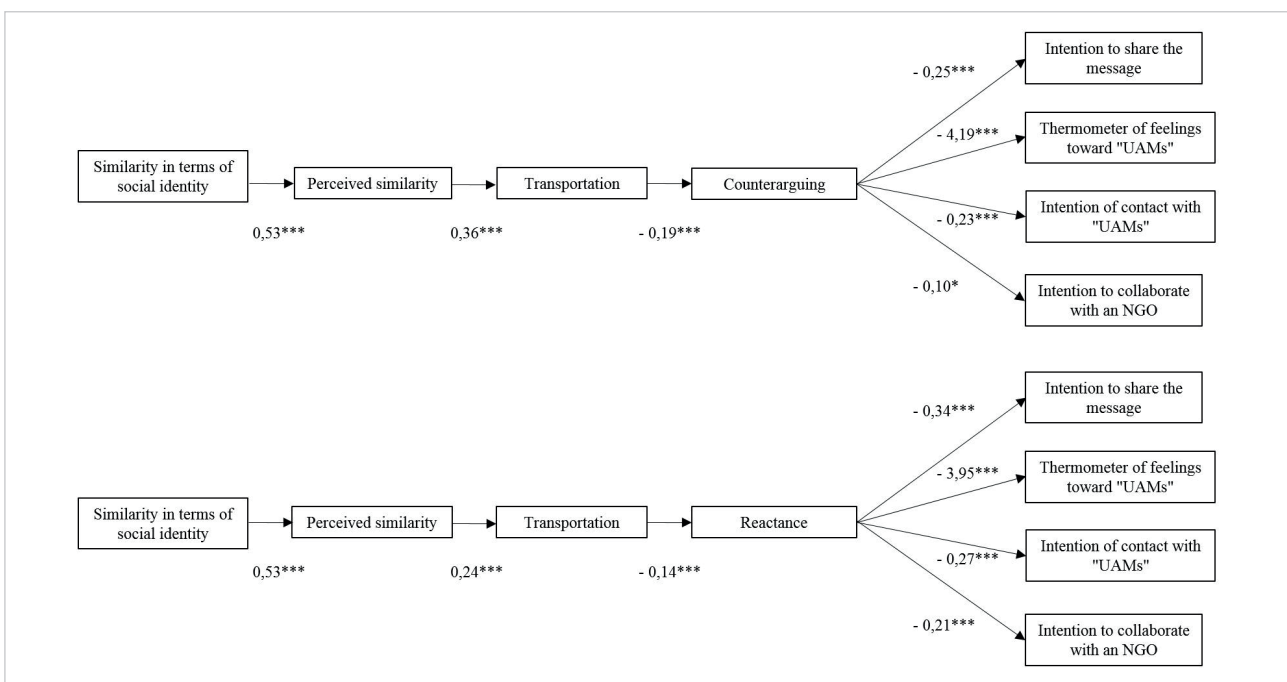 Intention to share the
message
- 0,25***
Thermometer of feelings
toward "UAMs"
- 4,19***
Similarity in terms of
social identity
Perceived similarity
Transportation
Counterarguing
Intention of contact with
"UAMs"
- 0,23***
0,53***
0,36***
- 0,19***
- 0,10*
Intention to collaborate
with an NGO
Intention to share the
message
- 0,34***
Thermometer of feelings
toward "UAMs"
- 3,95***
Similarity in terms of
social identity
Perceived similarity
Transportation
Reactance
Intention of contact with
"UAMs"
- 0,27***
0,53***
0,24***
- 0,14***
- 0,21***
Intention to collaborate
with an NGO